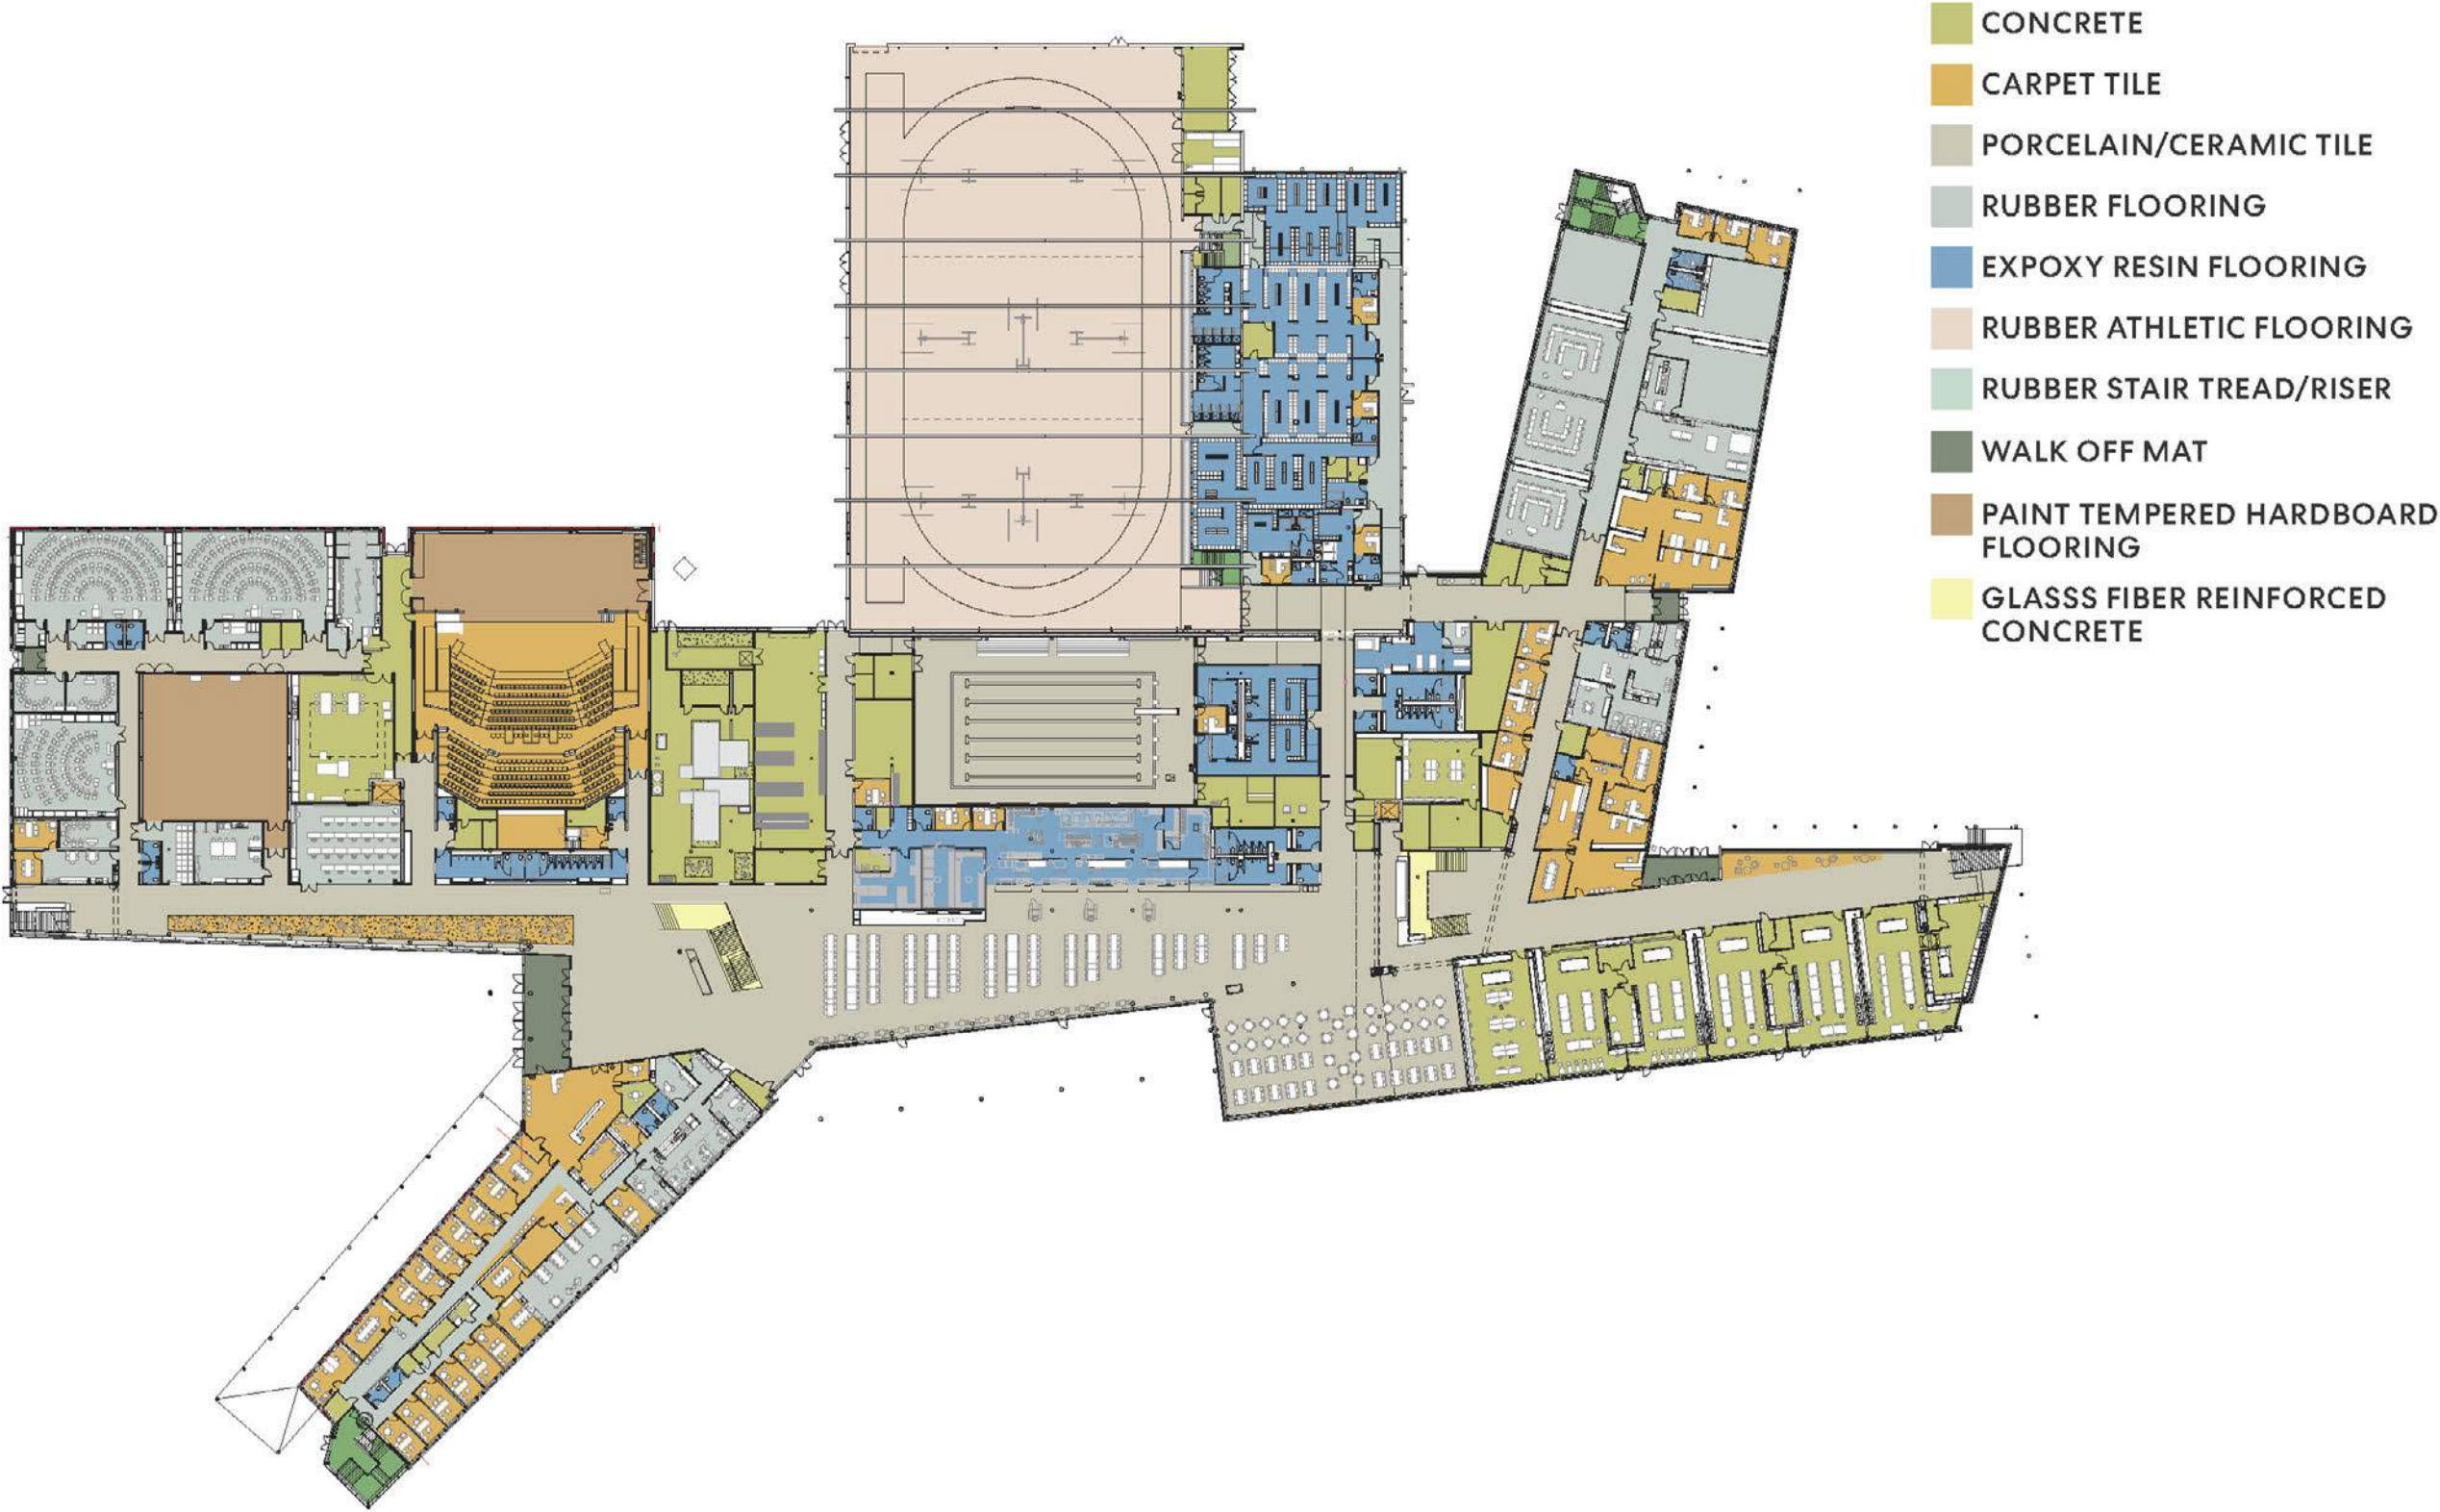 CONCRETE
CARPET TILE
PORCELAIN/CERAMIC TILE
RUBBER FLOORING
EXPOXY RESIN FLOORING
RUBBER ATHLETIC FLOORING
RUBBER STAIR TREAD/RISER
WALK OFF MAT
PAINT TEMPERED HARDBOARD
FLOORING
GLASSS FIBER REINFORCED
CONCRETE